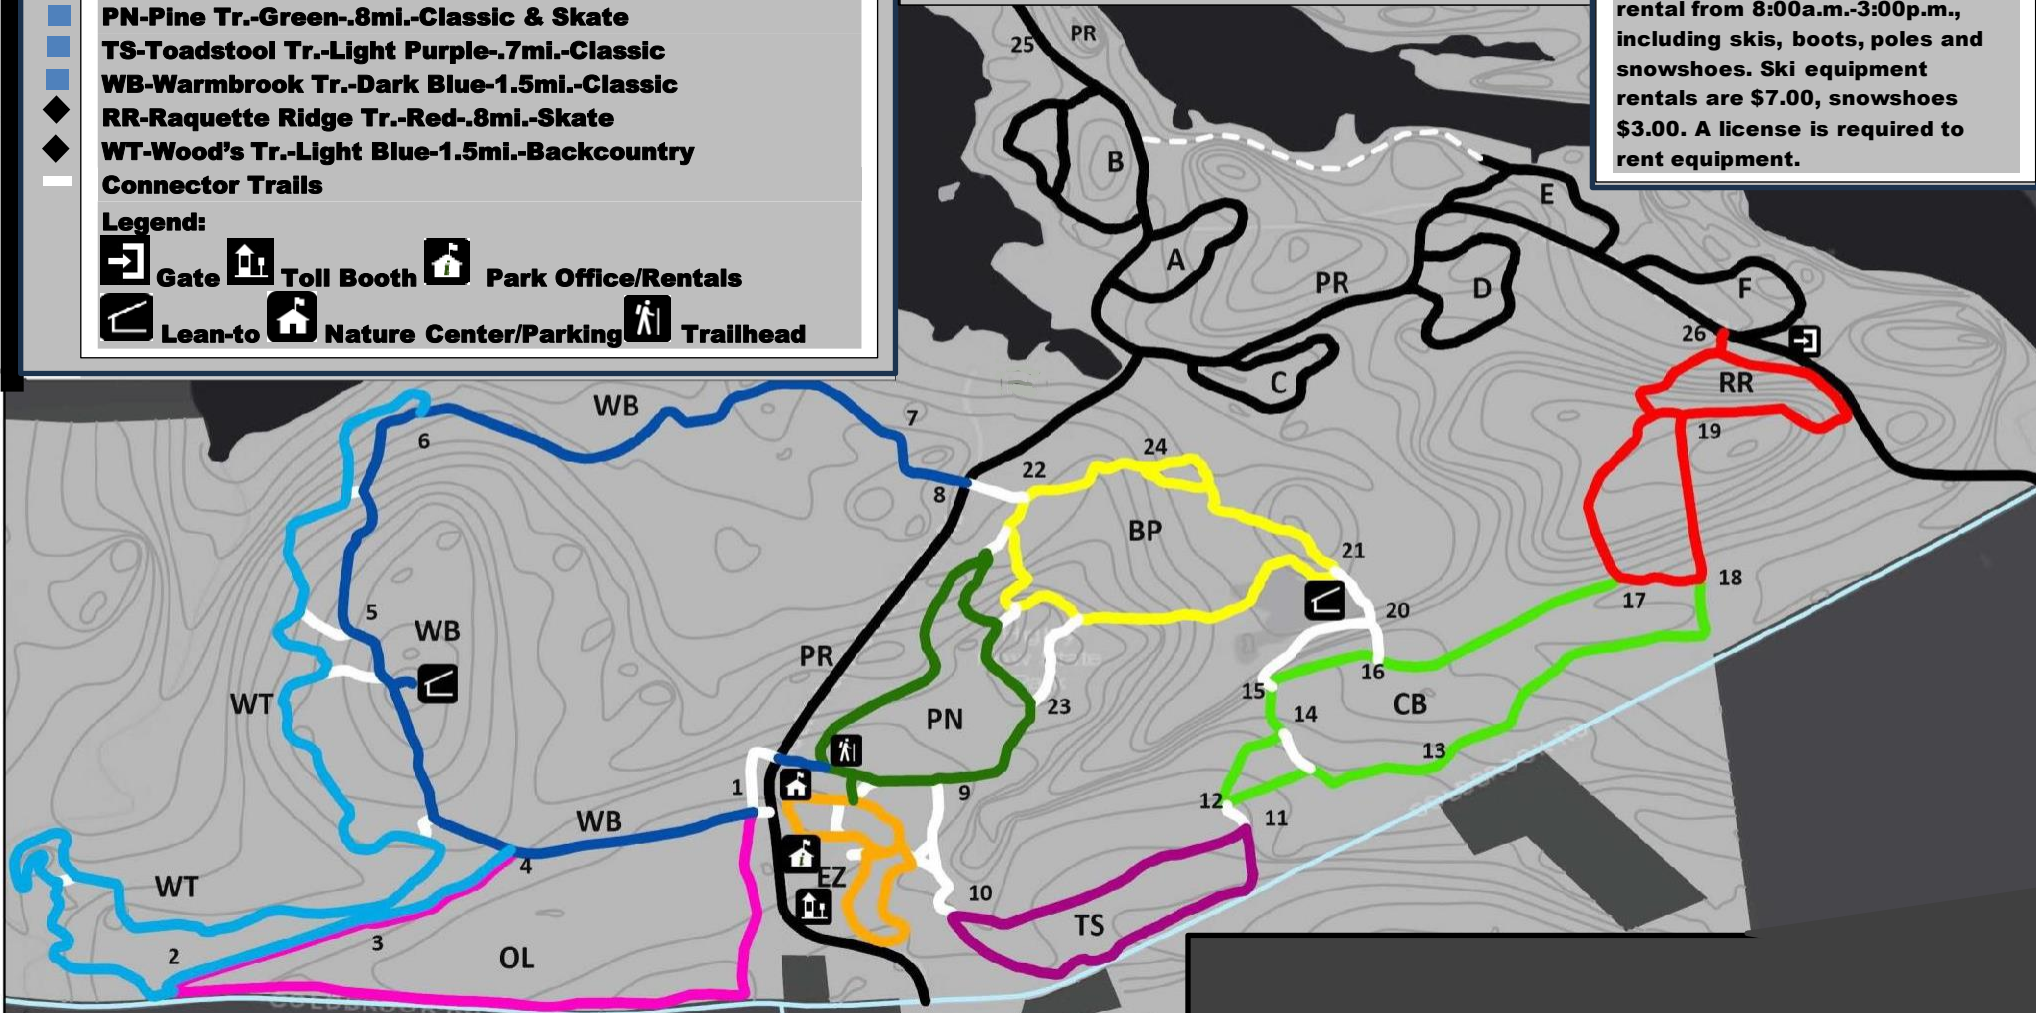 PN-Pine Tr.-Green-.8mi.-Classic & Skate
TS-Toadstool Tr.-Light Purple-.7mi.-Classic
WB-Warmbrook Tr.-Dark Blue-1.5mi.-Classic
RR-Raquette Ridge Tr.-Red-.8mi.-Skate
WT-Wood's Tr.-Light Blue-1.5mi.-Backcountry
Connector Trails
Legend:
Gate Toll Booth i Park Office/Rentals
Lean-to Nature Center/Parking Trailhead
rental from 8:00a.m.-3:00p.m.,
including skis, boots, poles and
snowshoes. Ski equipment
rentals are $7.00, snowshoes
$3.00. A license is required to
rent equipment.
25
PR
B
E
A
PR
D
F
26
C
RR
WB
7
6
19
24
22
8
BP
21
18
5
20
17
WB
PR
16
15
WT
CB
23
14
PN
13
1
9
12
11
WB
4
i
EZ
WT
10
TS
3
2
OL
COLDBROOK RD